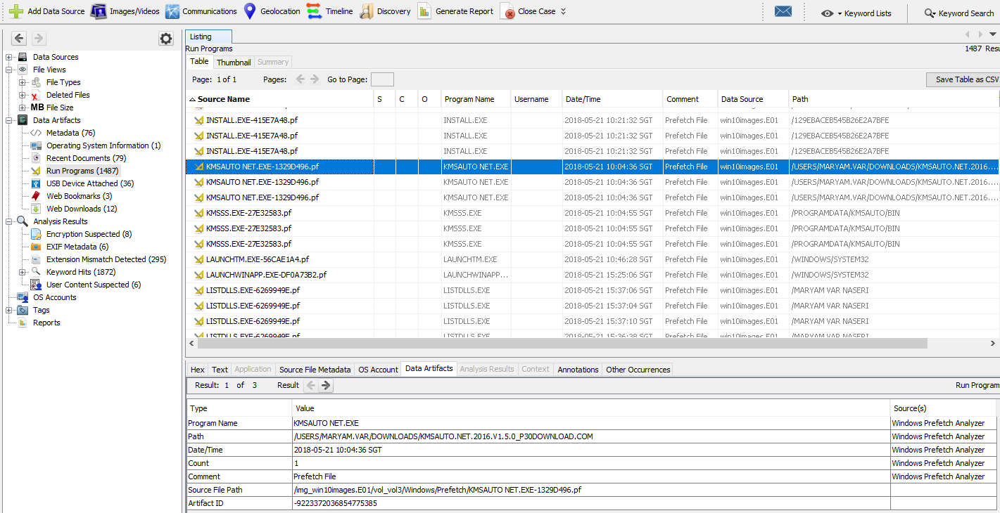 Add Data Source Images/Videos Communications Geolocation Timeline Discovery Generate Report Close Case Keyword Lists Keyword Search
Data Sources
File Views
File Types
Deleted Files
MB File Size
Data Artifacts
Metadata (76)
Operating System Information (1)
Recent Documents (79)
Run Programs (1487)
USB Device Attached (36)
Web Bookmarks (3)
Web Downloads (12)
Analysis Results
Encryption Suspected (8)
EXIF Metadata (6)
Extension Mismatch Detected (295)
Keyword Hits (1872)
User Content Suspected (6)
OS Accounts
Tags
Reports
Listing
Run Programs 1487 Resu
Table Thumbnail Summary
Page: 1 of 1 Pages: Go to Page: Save Table as CSV
Source Name S C O Program Name Username Date/Time Comment Data Source Path
INSTALL.EXE-415E7A48.pf INSTALL.EXE 2018-05-21 10:21:32 SGT Prefetch File win10images.E01 /129EBACEB545B26E2A7BFE
INSTALL.EXE-415E7A48.pf INSTALL.EXE 2018-05-21 10:21:32 SGT Prefetch File win10images.E01 /129EBACEB545B26E2A7BFE
INSTALL.EXE-415E7A48.pf INSTALL.EXE 2018-05-21 10:21:32 SGT Prefetch File win10images.E01 /129EBACEB545B26E2A7BFE
KMSAUTO NET.EXE-1329D496.pf KMSAUTO NET.EXE 2018-05-21 10:04:36 SGT Prefetch File win10images.E01 /USERS/MARYAM.VAR/DOWNLOADS/KMSAUTO.NET.2016....
KMSAUTO NET.EXE-1329D496.pf KMSAUTO NET.EXE 2018-05-21 10:04:36 SGT Prefetch File win10images.E01 /USERS/MARYAM.VAR/DOWNLOADS/KMSAUTO.NET.2016....
KMSAUTO NET.EXE-1329D496.pf KMSAUTO NET.EXE 2018-05-21 10:04:36 SGT Prefetch File win10images.E01 /USERS/MARYAM.VAR/DOWNLOADS/KMSAUTO.NET.2016....
KMSSS.EXE-27E32583.pf KMSSS.EXE 2018-05-21 10:04:55 SGT Prefetch File win10images.E01 /PROGRAMDATA/KMSAUTO/BIN
KMSSS.EXE-27E32583.pf KMSSS.EXE 2018-05-21 10:04:55 SGT Prefetch File win10images.E01 /PROGRAMDATA/KMSAUTO/BIN
KMSSS.EXE-27E32583.pf KMSSS.EXE 2018-05-21 10:04:55 SGT Prefetch File win10images.E01 /PROGRAMDATA/KMSAUTO/BIN
LAUNCHTM.EXE-56CAE1A4.pf LAUNCHTM.EXE 2018-05-21 10:46:28 SGT Prefetch File win10images.E01 /WINDOWS/SYSTEM32
LAUNCHWINAPP.EXE-DF0A73B2.pf LAUNCHWINAPP... 2018-05-21 15:25:06 SGT Prefetch File win10images.E01 /WINDOWS/SYSTEM32
LISTDLLS.EXE-6269949E.pf LISTDLLS.EXE 2018-05-21 15:37:06 SGT Prefetch File win10images.E01 /MARYAM VAR NASERI
LISTDLLS.EXE-6269949E.pf LISTDLLS.EXE 2018-05-21 15:37:04 SGT Prefetch File win10images.E01 /MARYAM VAR NASERI
LISTDLLS.EXE-6269949E.pf LISTDLLS.EXE 2018-05-21 15:37:10 SGT Prefetch File win10images.E01 /MARYAM VAR NASERI
LISTDLLS.EXE-6269949E.pf LISTDLLS.EXE 2018-05-21 15:36:38 SGT Prefetch File win10images.E01 /MARYAM VAR NASERI
Hex Text Application Source File Metadata OS Account Data Artifacts Analysis Results Context Annotations Other Occurrences
Result: 1 of 3 Result Run Program
Type Value Source(s)
Program Name KMSAUTO NET.EXE Windows Prefetch Analyzer
Path /USERS/MARYAM.VAR/DOWNLOADS/KMSAUTO.NET.2016.V1.5.0_P30DOWNLOAD.COM Windows Prefetch Analyzer
Date/Time 2018-05-21 10:04:36 SGT Windows Prefetch Analyzer
Count 1 Windows Prefetch Analyzer
Comment Prefetch File Windows Prefetch Analyzer
Source File Path /img_win10images.E01/vol_vol3/Windows/Prefetch/KMSAUTO NET.EXE-1329D496.pf
Artifact ID -9223372036854775385